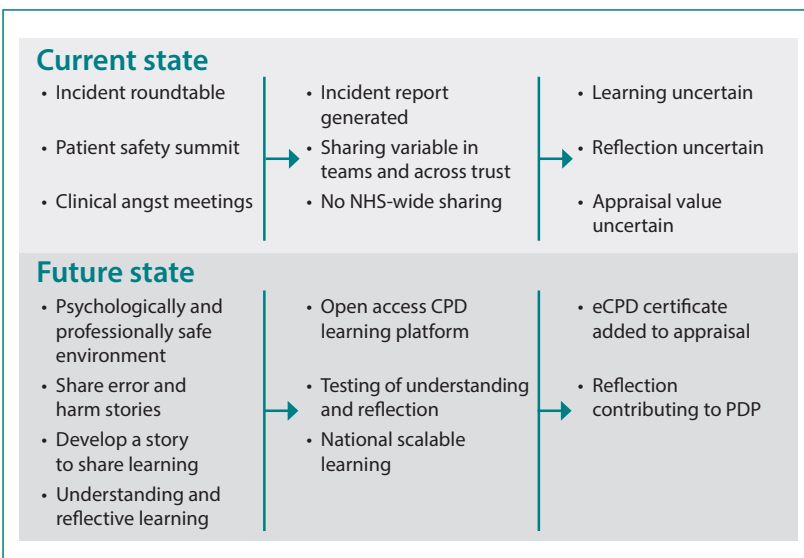 Current state
• Incident roundtable
• Patient safety summit
• Clinical angst meetings
• Incident report
generated
• Sharing variable in
teams and across trust
• No NHS-wide sharing
• Learning uncertain
• Reflection uncertain
• Appraisal value
uncertain
Future state
• Psychologically and
professionally safe
environment
• Share error and
harm stories
• Develop a story
to share learning
• Understanding and
reflective learning
• Open access CPD
learning platform
• Testing of understanding
and reflection
• National scalable
learning
• eCPD certificate
added to appraisal
• Reflection
contributing to PDP